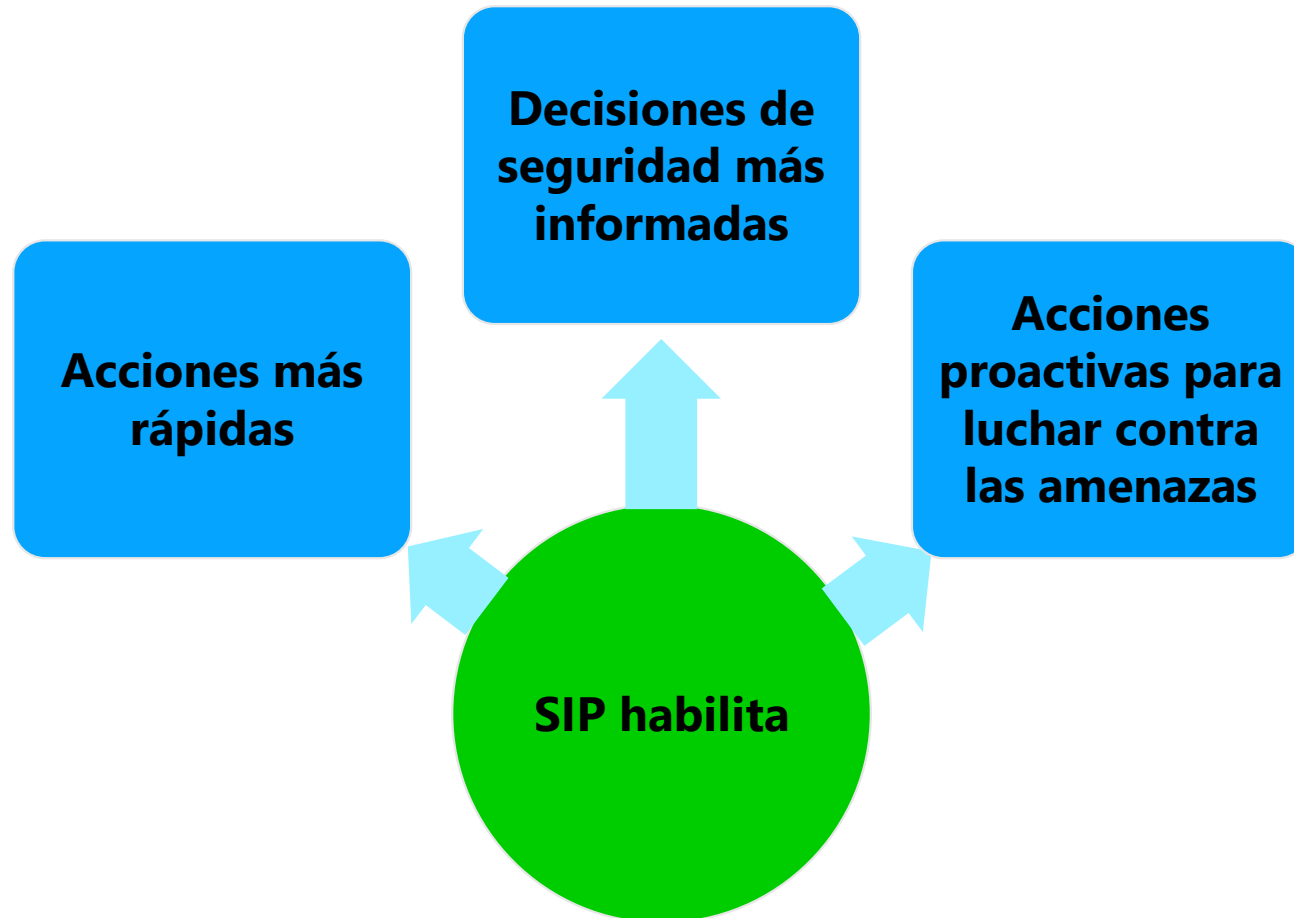 Decisiones de
seguridad más
informadas
Acciones más
rápidas
Acciones
proactivas para
luchar contra
las amenazas
SIP habilita